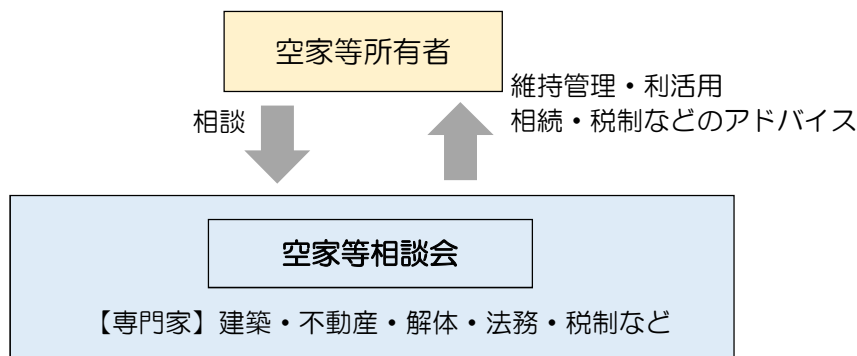 空家等所有者
維持管理・利活用
相談
相続・税制などのアドバイス
空家等相談会
【専門家】建築・不動産・解体・法務・税制など